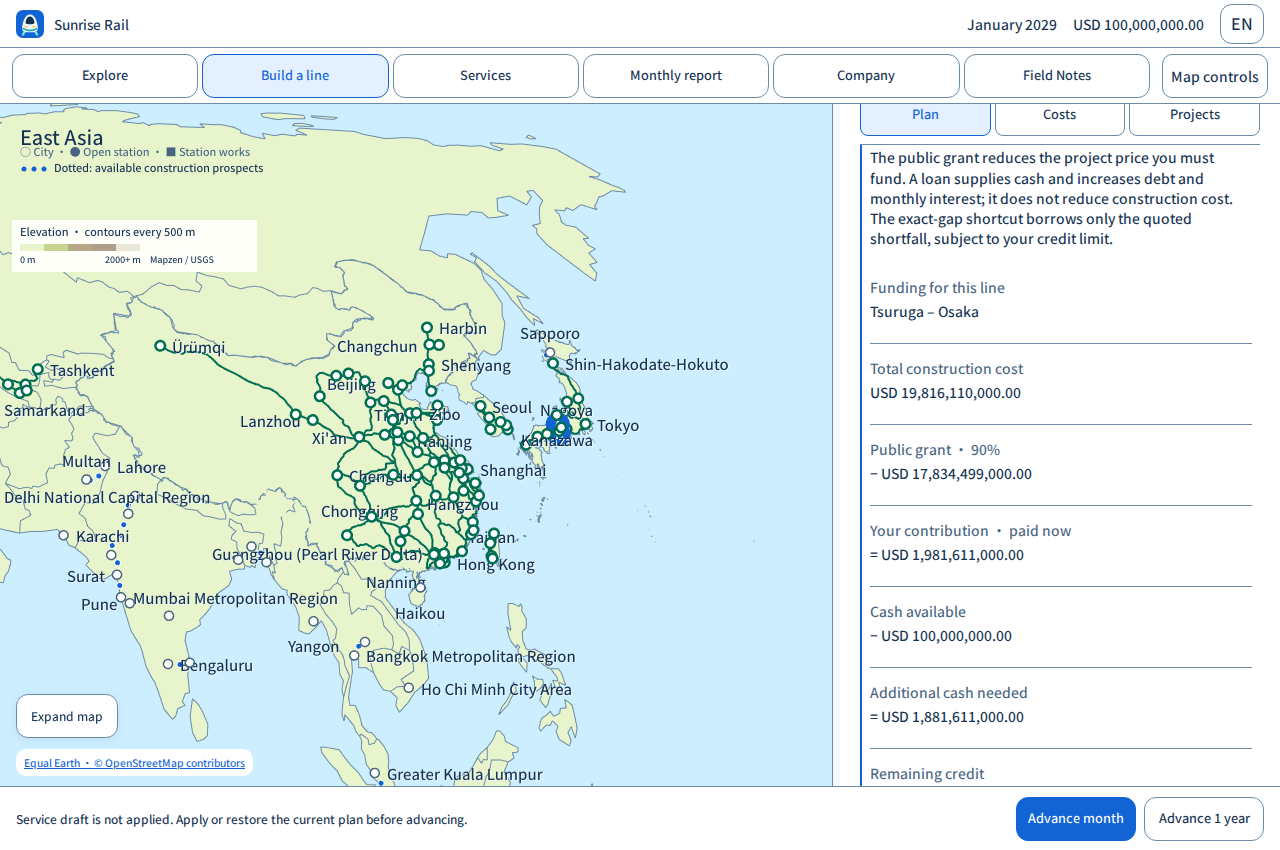 Sunrise Rail
January 2029
USD 100,000,000.00
EN
Explore
Build a line
Services
Monthly report
Company
Field Notes
Map controls
East Asia
City • Open station • Station works
Dotted: available construction prospects
Elevation • contours every 500 m
0 m
2000+ m
Mapzen / USGS
Harbin
Sapporo
Ürümqi
Changchun
Shin-Hakodate-Hokuto
Shenyang
Tashkent
Beijing
Samarkand
Seoul
Nagoya
Tianjin
Zibo
Lanzhou
Tokyo
Xi'an
Nanjing
Kanazawa
Multan
Lahore
Chengdu
Shanghai
Delhi National Capital Region
Hangzhou
Chongqing
Karachi
Guangzhou (Pearl River Delta)
Hong Kong
Surat
Nanning
Pune
Mumbai Metropolitan Region
Haikou
Yangon
Bangkok Metropolitan Region
Bengaluru
Ho Chi Minh City Area
Greater Kuala Lumpur
Expand map
Equal Earth • © OpenStreetMap contributors
Plan
Costs
Projects
The public grant reduces the project price you must
fund. A loan supplies cash and increases debt and
monthly interest; it does not reduce construction cost.
The exact-gap shortcut borrows only the quoted
shortfall, subject to your credit limit.
Funding for this line
Tsuruga – Osaka
Total construction cost
USD 19,816,110,000.00
Public grant • 90%
− USD 17,834,499,000.00
Your contribution • paid now
= USD 1,981,611,000.00
Cash available
− USD 100,000,000.00
Additional cash needed
= USD 1,881,611,000.00
Remaining credit
Service draft is not applied. Apply or restore the current plan before advancing.
Advance month
Advance 1 year